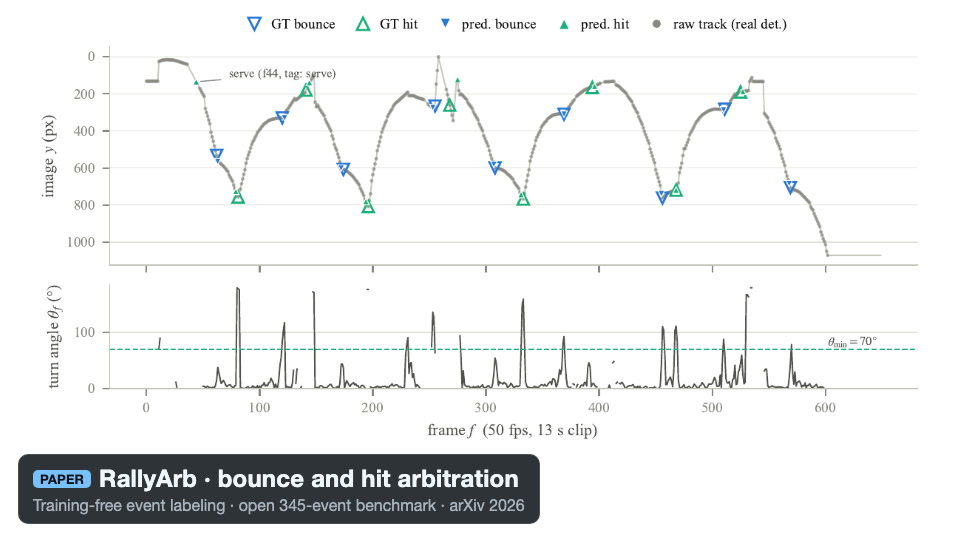 GT bounce GT hit pred. bounce pred. hit raw track (real det.)
image y (px)
0
200
400
600
800
1000
serve (f44, tag: serve)
turn angle θf (°)
100
0
θmin = 70°
0 100 200 300 400 500 600
frame f (50 fps, 13 s clip)
PAPER RallyArb · bounce and hit arbitration
Training-free event labeling · open 345-event benchmark · arXiv 2026